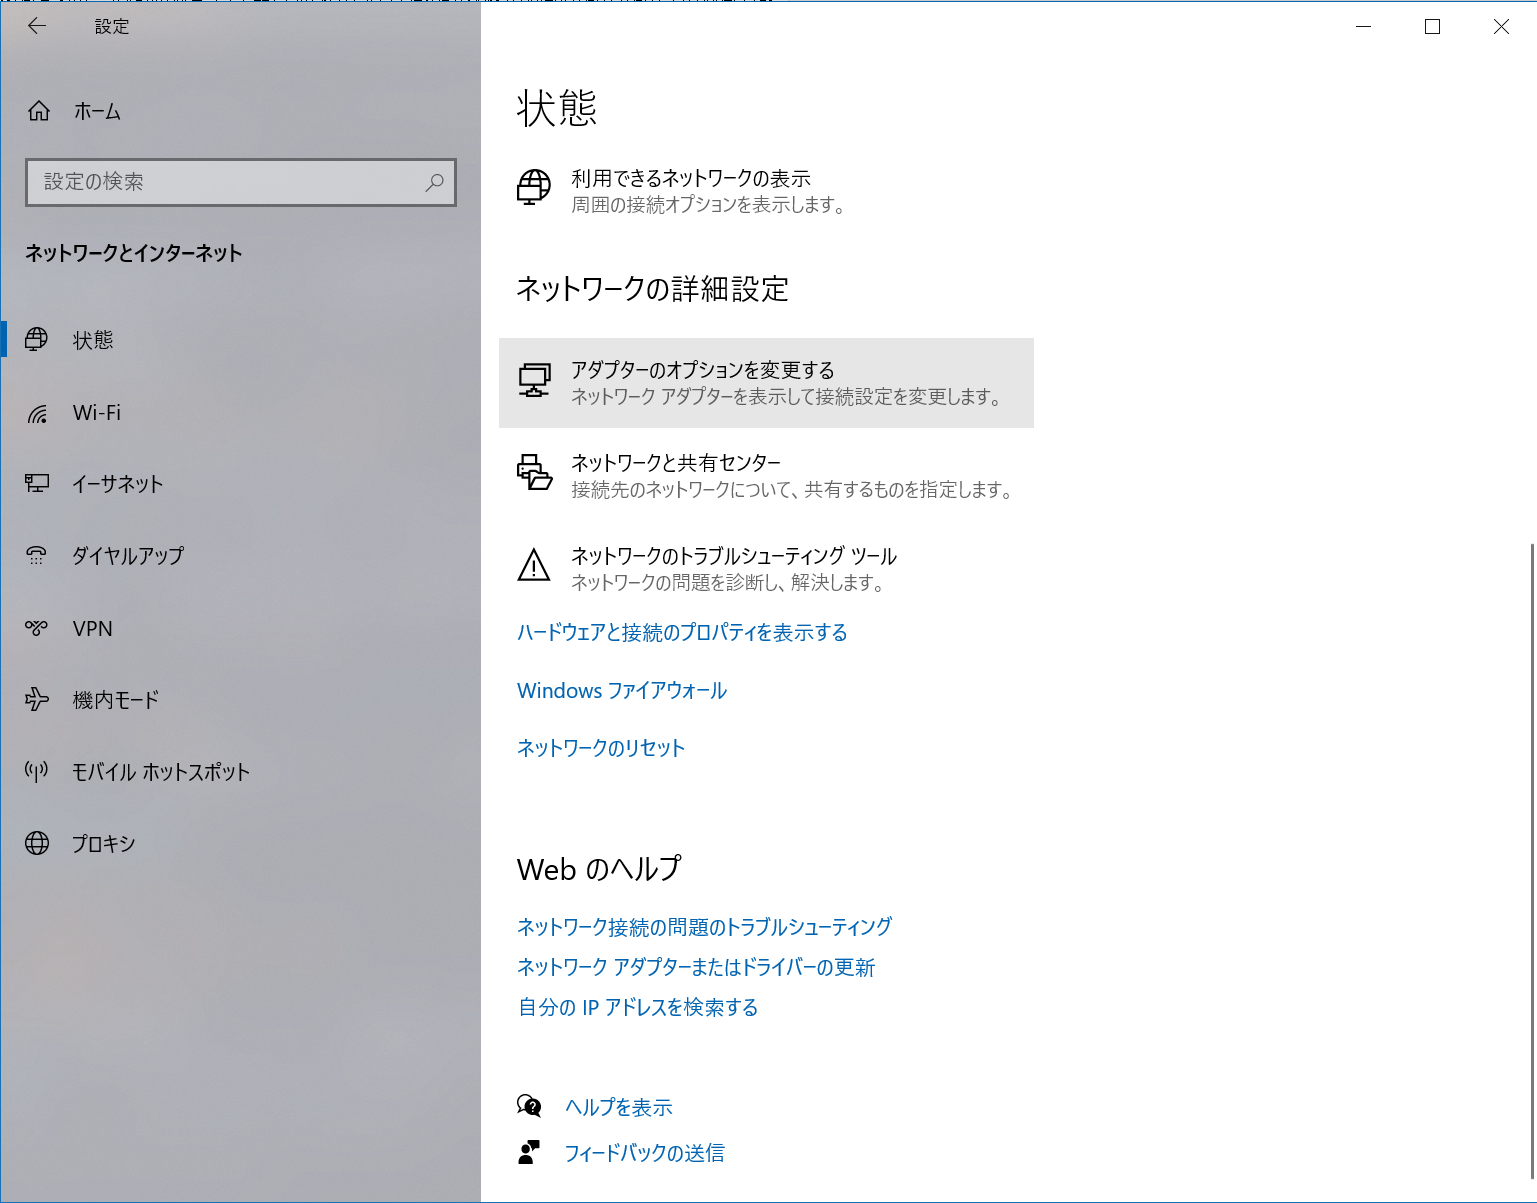 設定
ホーム
設定の検索
ネットワークとインターネット
状態
Wi-Fi
イーサネット
ダイヤルアップ
VPN
機内モード
モバイル ホットスポット
プロキシ
状態
利用できるネットワークの表示
周囲の接続オプションを表示します。
ネットワークの詳細設定
アダプターのオプションを変更する
ネットワーク アダプターを表示して接続設定を変更します。
ネットワークと共有センター
接続先のネットワークについて、共有するものを指定します。
ネットワークのトラブルシューティング ツール
ネットワークの問題を診断し、解決します。
ハードウェアと接続のプロパティを表示する
Windows ファイアウォール
ネットワークのリセット
Web のヘルプ
ネットワーク接続の問題のトラブルシューティング
ネットワーク アダプターまたはドライバーの更新
自分の IP アドレスを検索する
ヘルプを表示
フィードバックの送信